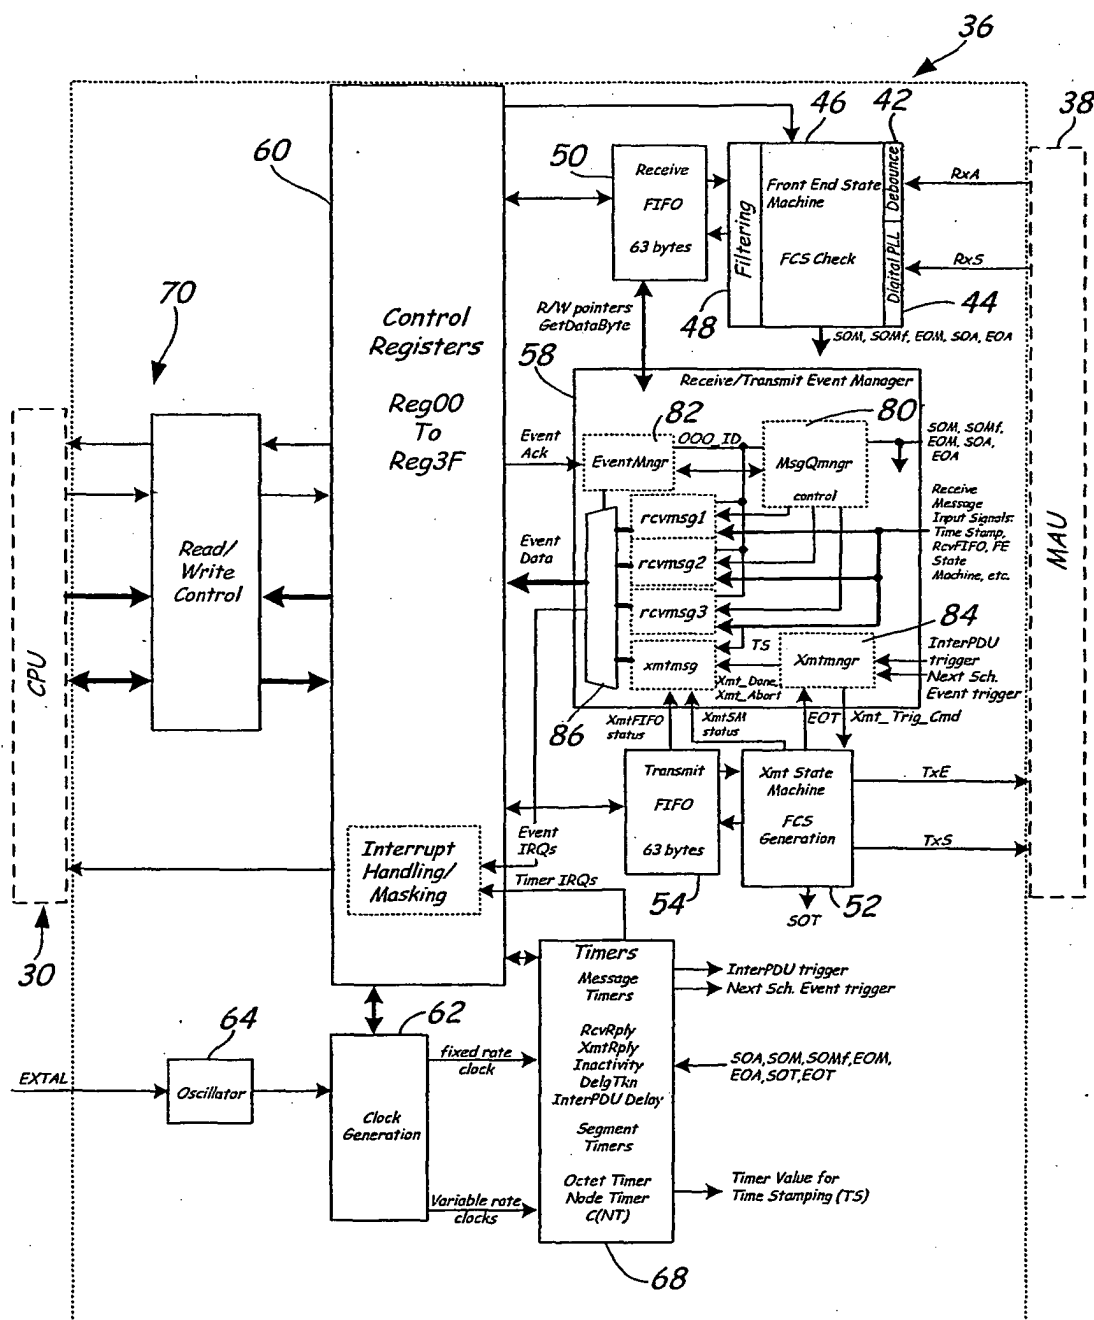 36
46
42
38
60
50
Receive
FIFO
63 bytes
Filtering
Front End State
Machine
FCS Check
Debounce
Digital PLL
RxA
RxS
48
44
70
Control
Registers
Reg00
To
Reg3F
R/W pointers
GetDataByte
SOM, SOMf, EOM, SOA, EOA
58
Receive/Transmit Event Manager
82
80
Event
Ack
EventMngr
OOO_ID
MsgQmngr
control
SOM, SOMf,
EOM, SOA,
EOA
Receive
Message
Input Signals:
Time Stamp,
RcvFIFO, FE
State
Machine, etc.
rcvmsg1
rcvmsg2
rcvmsg3
xmtmsg
Event
Data
Read/
Write
Control
CPU
MAU
84
TS
Xmtmngr
InterPDU
trigger
Next Sch.
Event trigger
Xmt_Done,
Xmt_Abort
86
XmtFIFO
status
XmtSM
status
EOT
Xmt_Trig_Cmd
Transmit
FIFO
63 bytes
Xmt State
Machine
FCS
Generation
TxE
TxS
Event
IRQs
Interrupt
Handling/
Masking
Timer IRQs
54
52
SOT
30
Timers
Message
Timers
RcvRply
XmtRply
Inactivity
DelgTkn
InterPDU Delay
Segment
Timers
Octet Timer
Node Timer
C(NT)
InterPDU trigger
Next Sch. Event trigger
64
62
EXTAL
Oscillator
Clock
Generation
fixed rate
clock
Variable rate
clocks
SOA,SOM,SOMf,EOM,
EOA,SOT,EOT
Timer Value for
Time Stamping (TS)
68